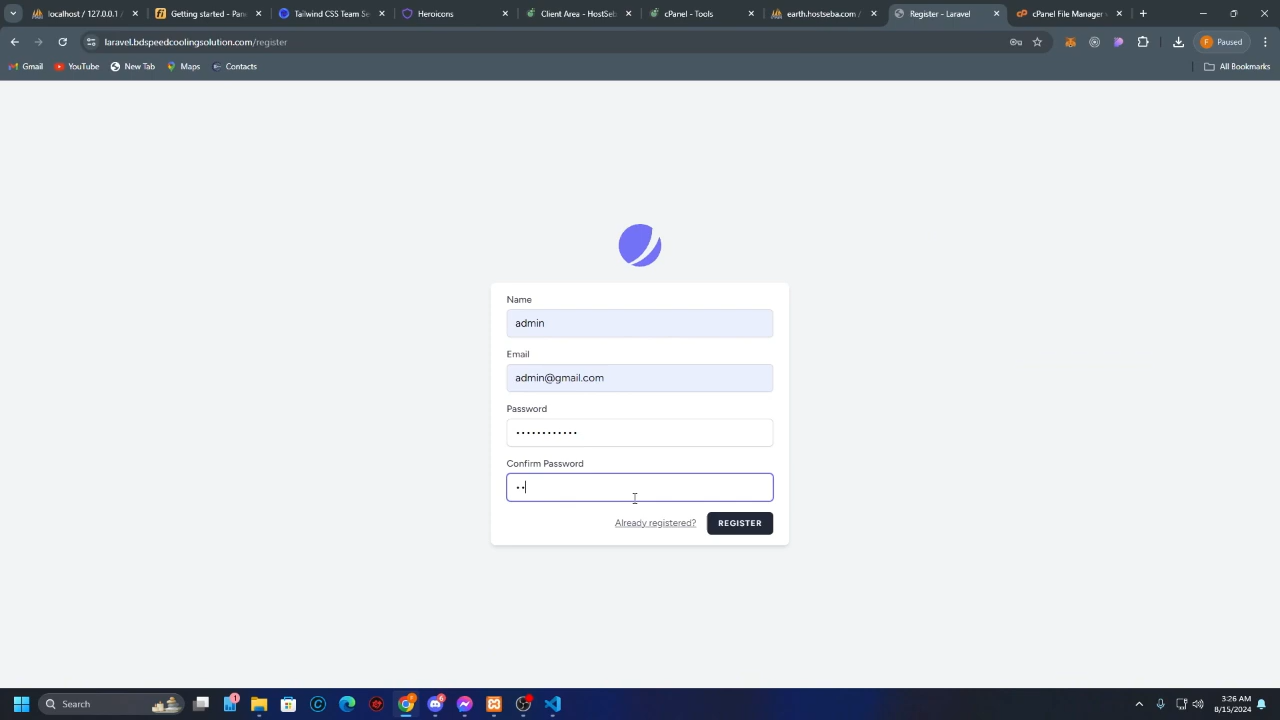 localhost / 127.0.0.1 /
Getting started - Pan
Tailwind CSS Team Se
Heroicons
Client Area - HostSeb
cPanel - Tools
earth.hostseba.com /
Register - Laravel
cPanel File Manager v
laravel.bdspeedcoolingsolution.com/register
F Paused
Gmail
YouTube
New Tab
Maps
Contacts
All Bookmarks
Name
admin
Email
admin@gmail.com
Password
••••••••••••
Confirm Password
••
Already registered?
REGISTER
Search
1
6
3:26 AM
8/15/2024